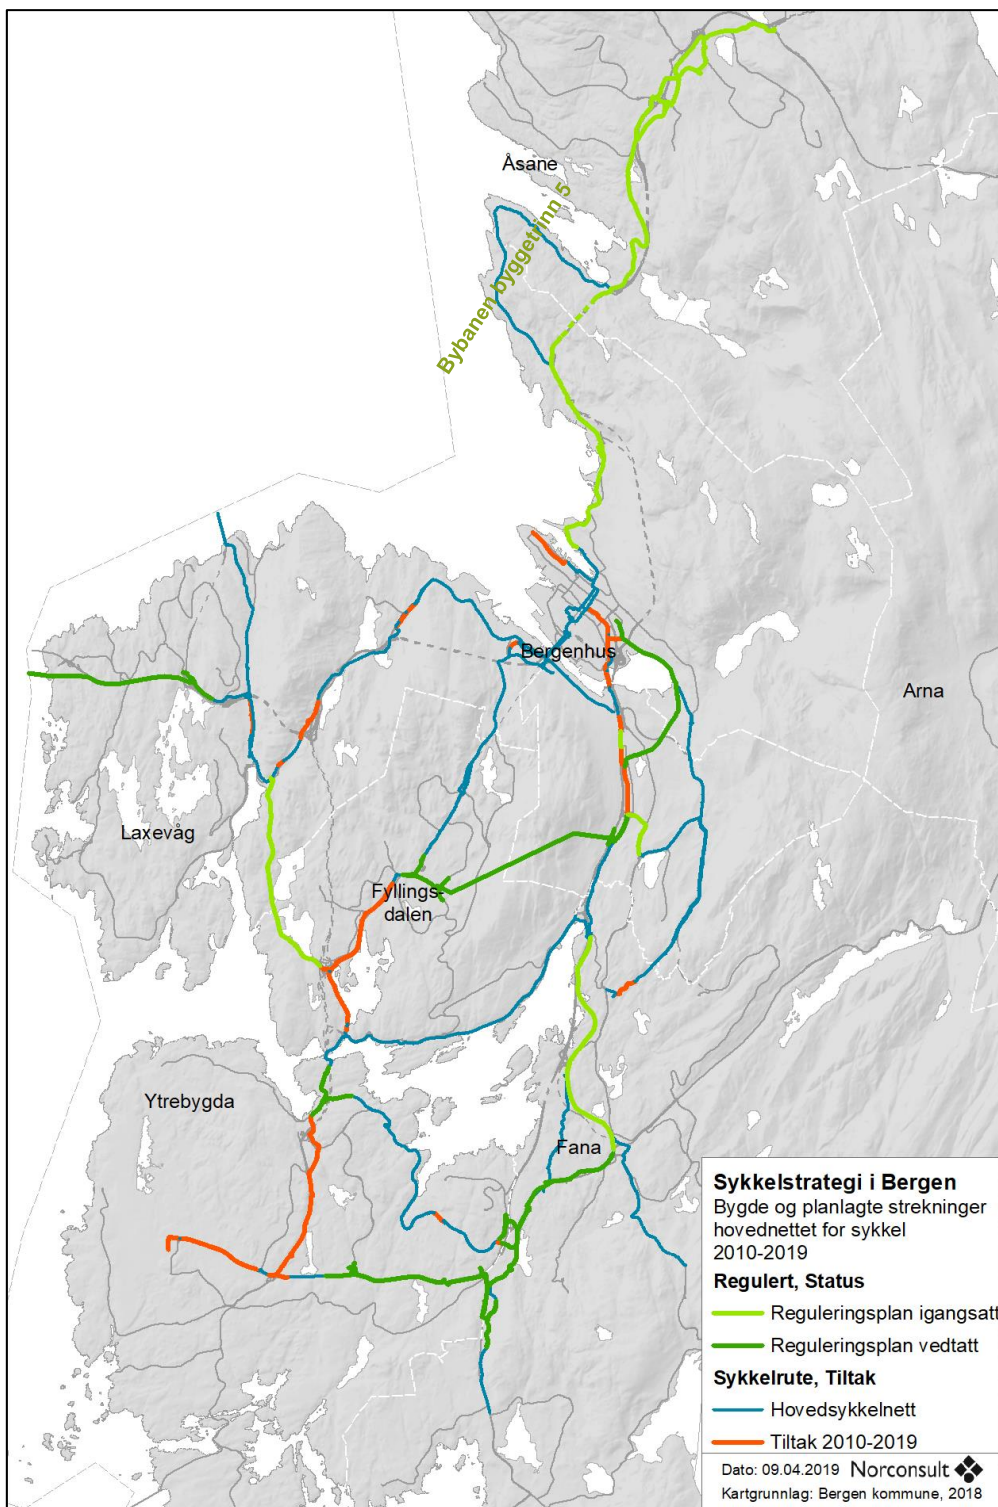 Åsane
Bybanen byggetrinn 5
Bergenhus
Arna
Laxevåg
Fyllings-
dalen
Ytrebygda
Fana
Sykkelstrategi i Bergen
Bygde og planlagte strekninger
hovednettet for sykkel
2010-2019
Regulert, Status
Reguleringsplan igangsatt
Reguleringsplan vedtatt
Sykkelrute, Tiltak
Hovedsykkelnett
Tiltak 2010-2019
Dato: 09.04.2019 Norconsult
Kartgrunnlag: Bergen kommune, 2018